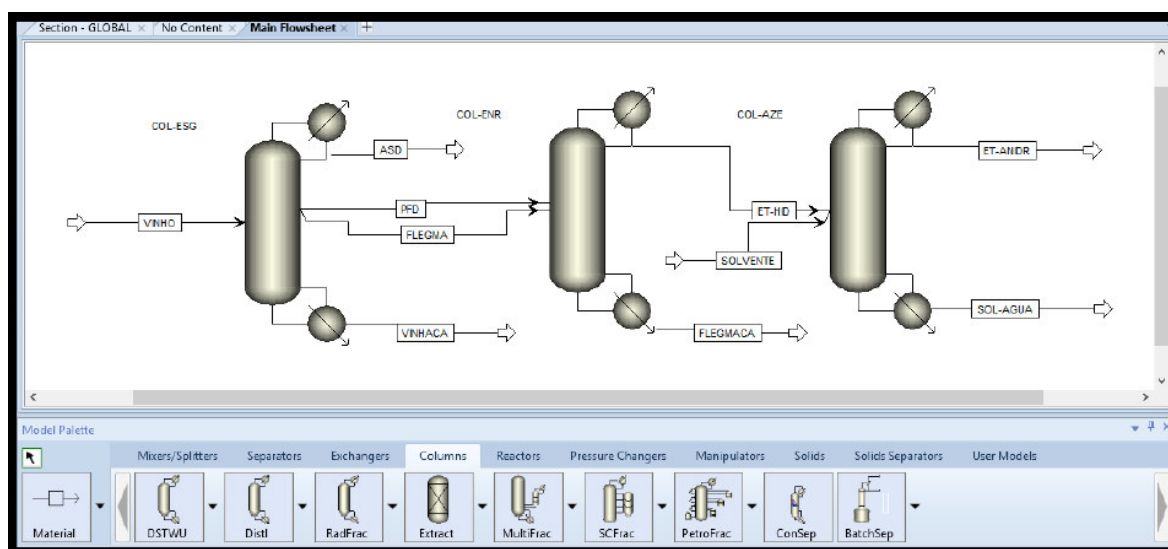 Section - GLOBAL × No Content × Main Flowsheet × +
COL-ESG
COL-ENR
COL-AZE
ASD
ET-ANIDR
PFD
VINHO
ET-HID
FLEGMA
SOLVENTE
SOL-AGUA
VINHACA
FLEGMACA
Model Palette
Mixers/Splitters Separators Exchangers Columns Reactors Pressure Changers Manipulators Solids Solids Separators User Models
Material DSTWU Distl RadFrac Extract MultiFrac SCFrac PetroFrac ConSep BatchSep